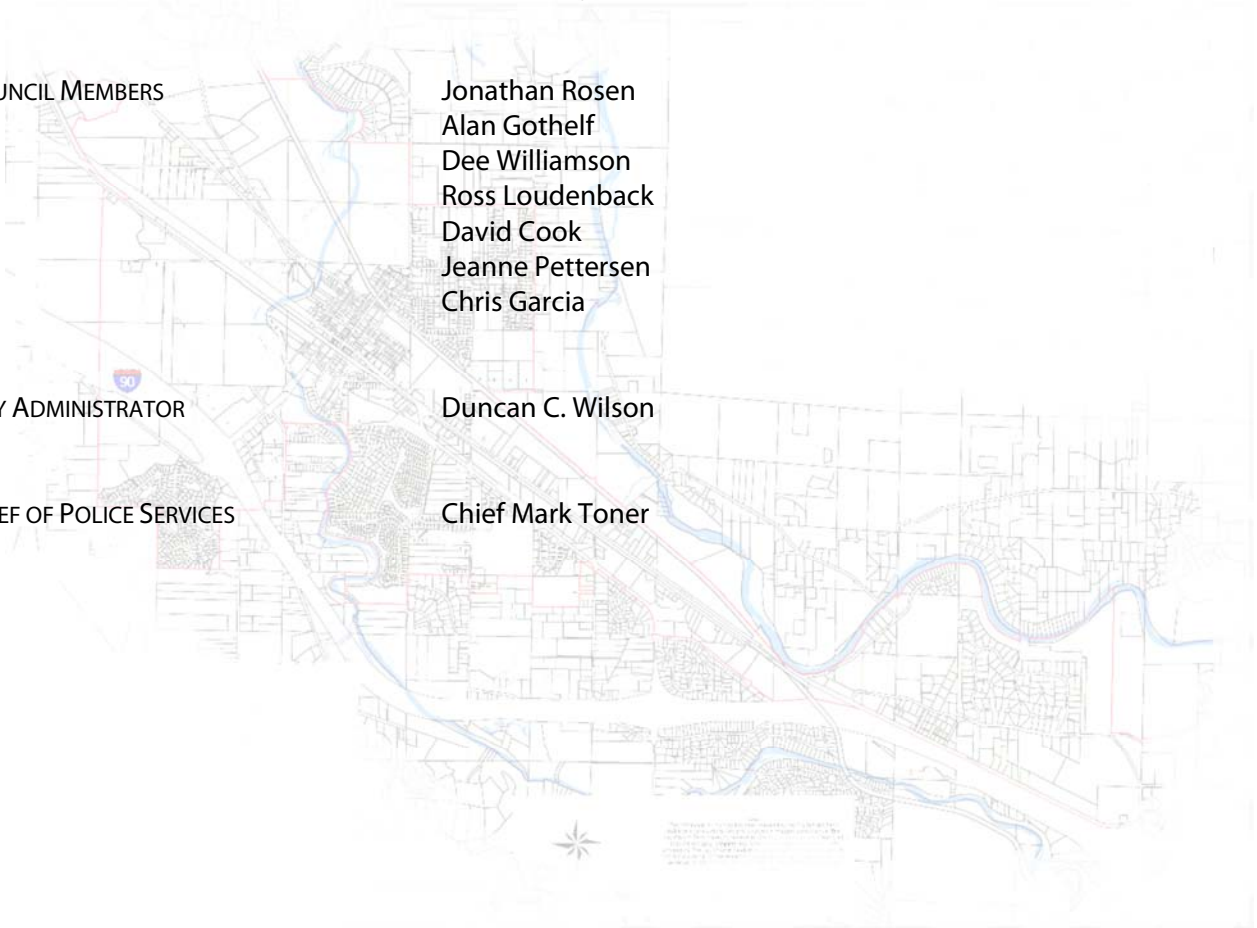 UNCIL MEMBERS Jonathan Rosen
Alan Gothelf
Dee Williamson
Ross Loudenback
David Cook
Jeanne Pettersen
Chris Garcia
90
Y ADMINISTRATOR Duncan C. Wilson
EF OF POLICE SERVICES Chief Mark Toner